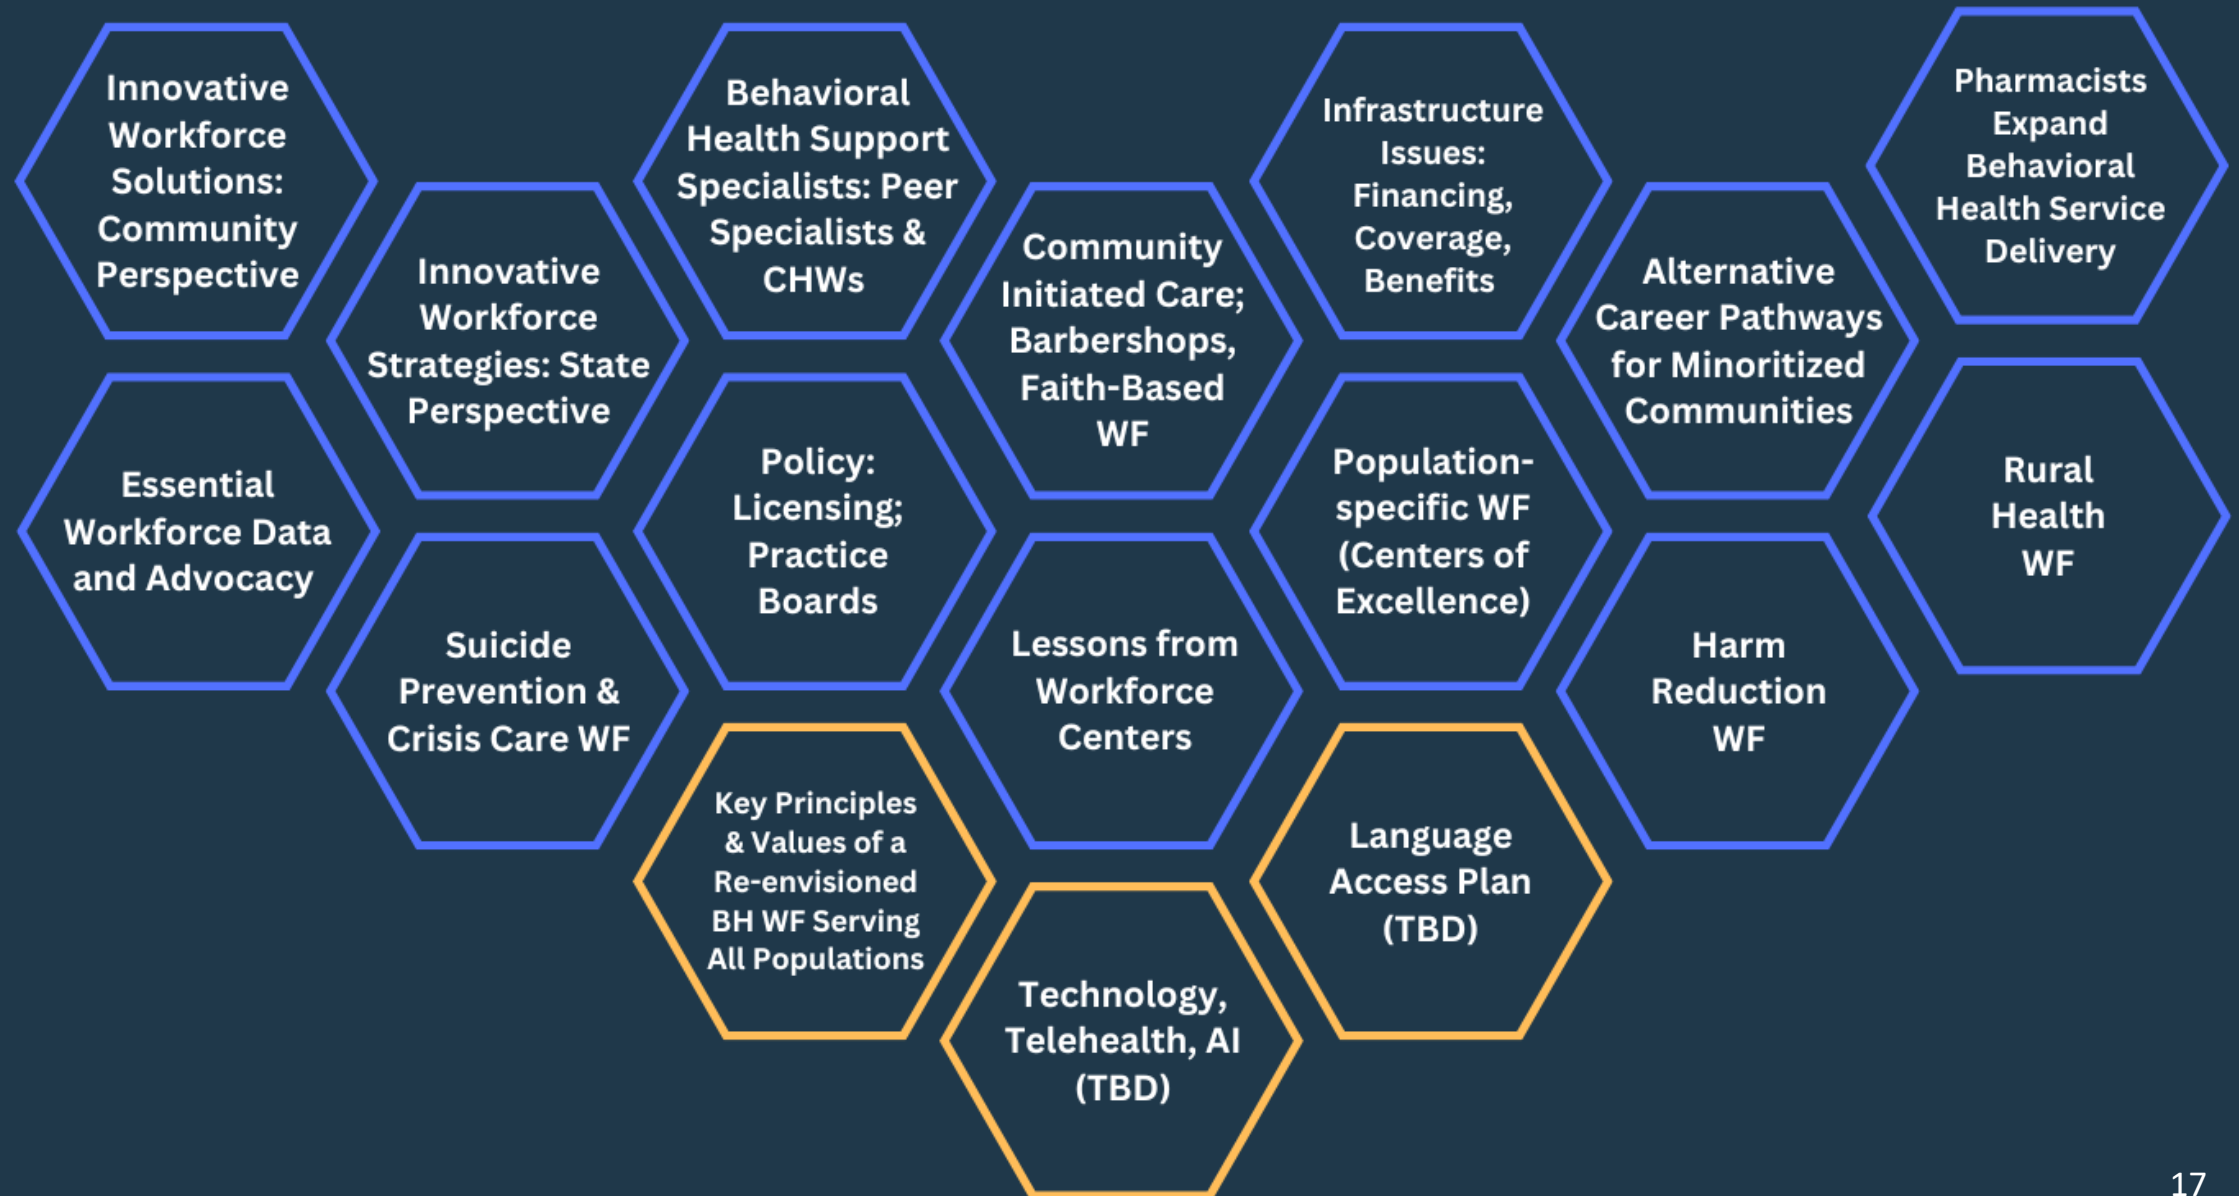 Innovative
Workforce
Solutions:
Community
Perspective
Innovative
Workforce
Strategies: State
Perspective
Behavioral
Health Support
Specialists: Peer
Specialists &
CHWs
Community
Initiated Care;
Barbershops,
Faith-Based
WF
Infrastructure
Issues:
Financing,
Coverage,
Benefits
Alternative
Career Pathways
for Minoritized
Communities
Pharmacists
Expand
Behavioral
Health Service
Delivery
Essential
Workforce Data
and Advocacy
Suicide
Prevention &
Crisis Care WF
Policy:
Licensing;
Practice
Boards
Lessons from
Workforce
Centers
Population-
specific WF
(Centers of
Excellence)
Harm
Reduction
WF
Rural
Health
WF
Key Principles
& Values of a
Re-envisioned
BH WF Serving
All Populations
Technology,
Telehealth, AI
(TBD)
Language
Access Plan
(TBD)
17